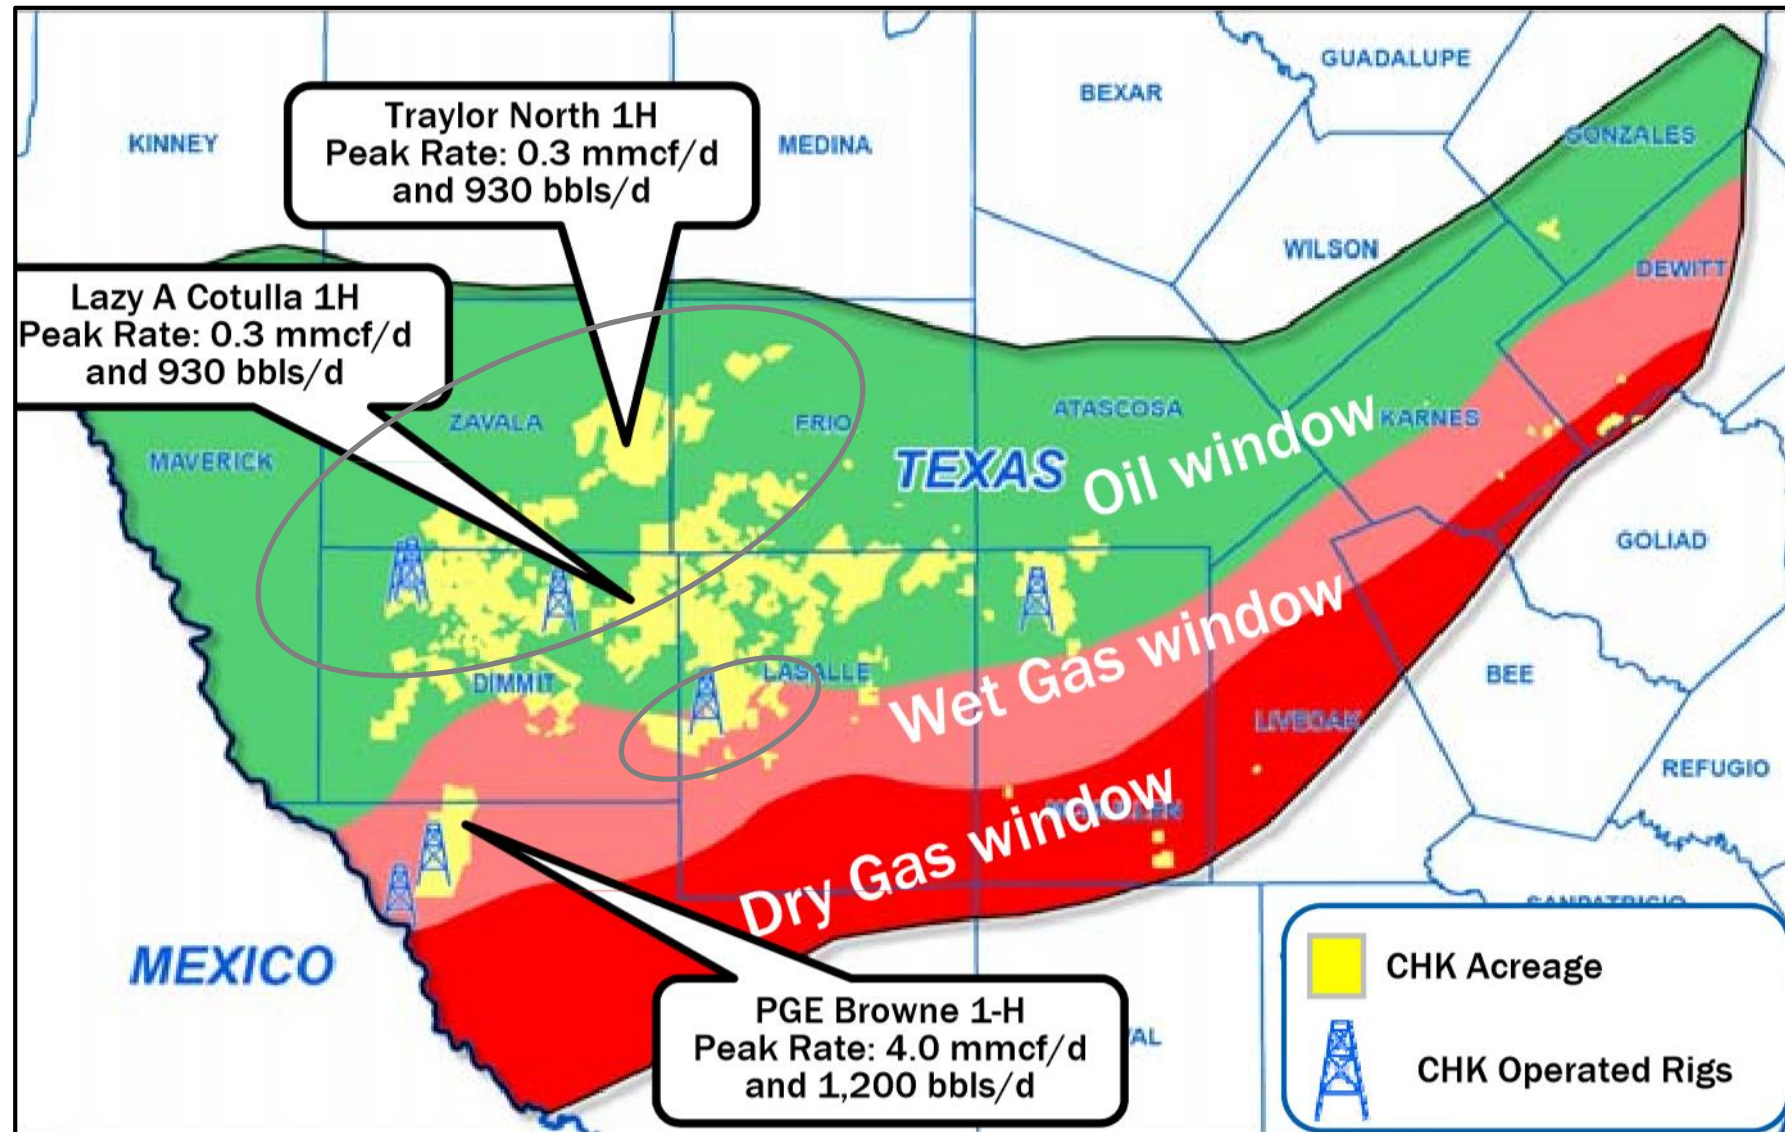 GUADALUPE
BEXAR
KINNEY
Traylor North 1H
Peak Rate: 0.3 mmcf/d
and 930 bbls/d
MEDINA
GONZALES
WILSON
DEWITT
Lazy A Cotulla 1H
Peak Rate: 0.3 mmcf/d
and 930 bbls/d
ZAVALA
FRIO
ATASCOSA
KARNES
MAVERICK
TEXAS
Oil window
GOLIAD
DIMMIT
LASALLE
Wet Gas window
BEE
LIVEOAK
REFUGIO
Dry Gas window
MEXICO
PGE Browne 1-H
Peak Rate: 4.0 mmcf/d
and 1,200 bbls/d
CHK Acreage
CHK Operated Rigs